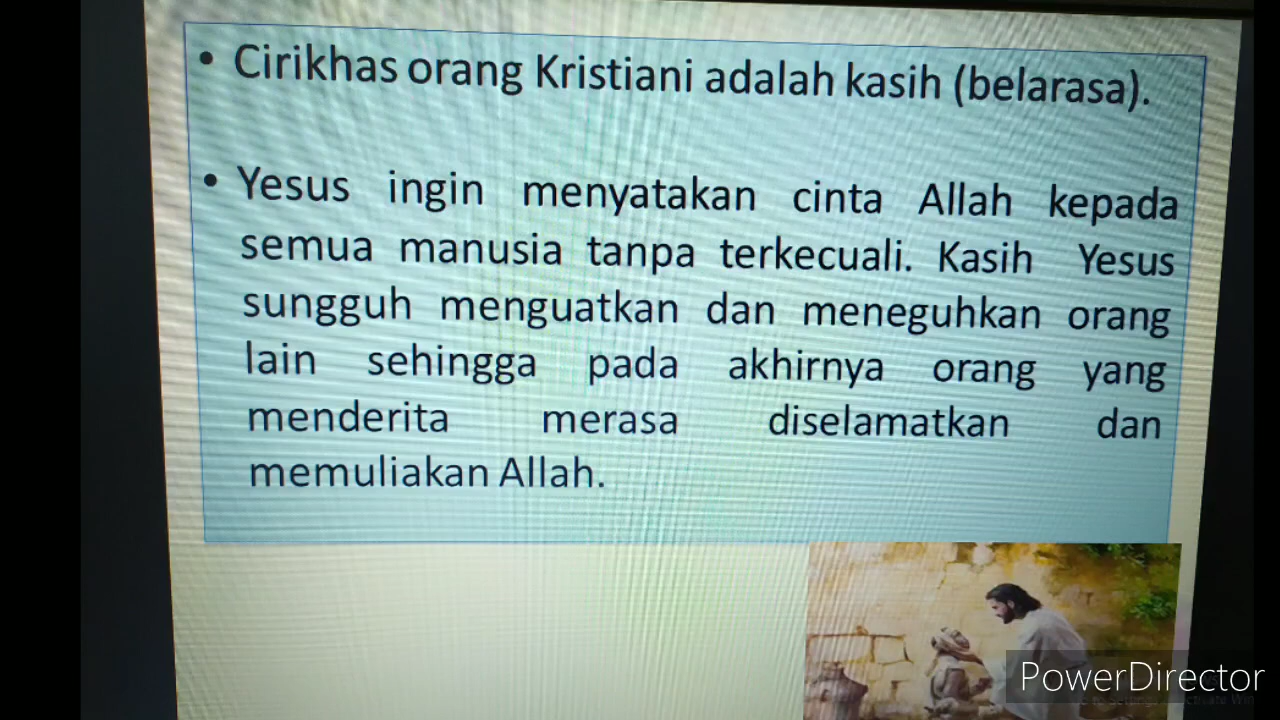 • Cirikhas orang Kristiani adalah kasih (belarasa).
• Yesus ingin menyatakan cinta Allah kepada
semua manusia tanpa terkecuali. Kasih Yesus
sungguh menguatkan dan meneguhkan orang
lain sehingga pada akhirnya orang yang
menderita merasa diselamatkan dan
memuliakan Allah.
PowerDirector